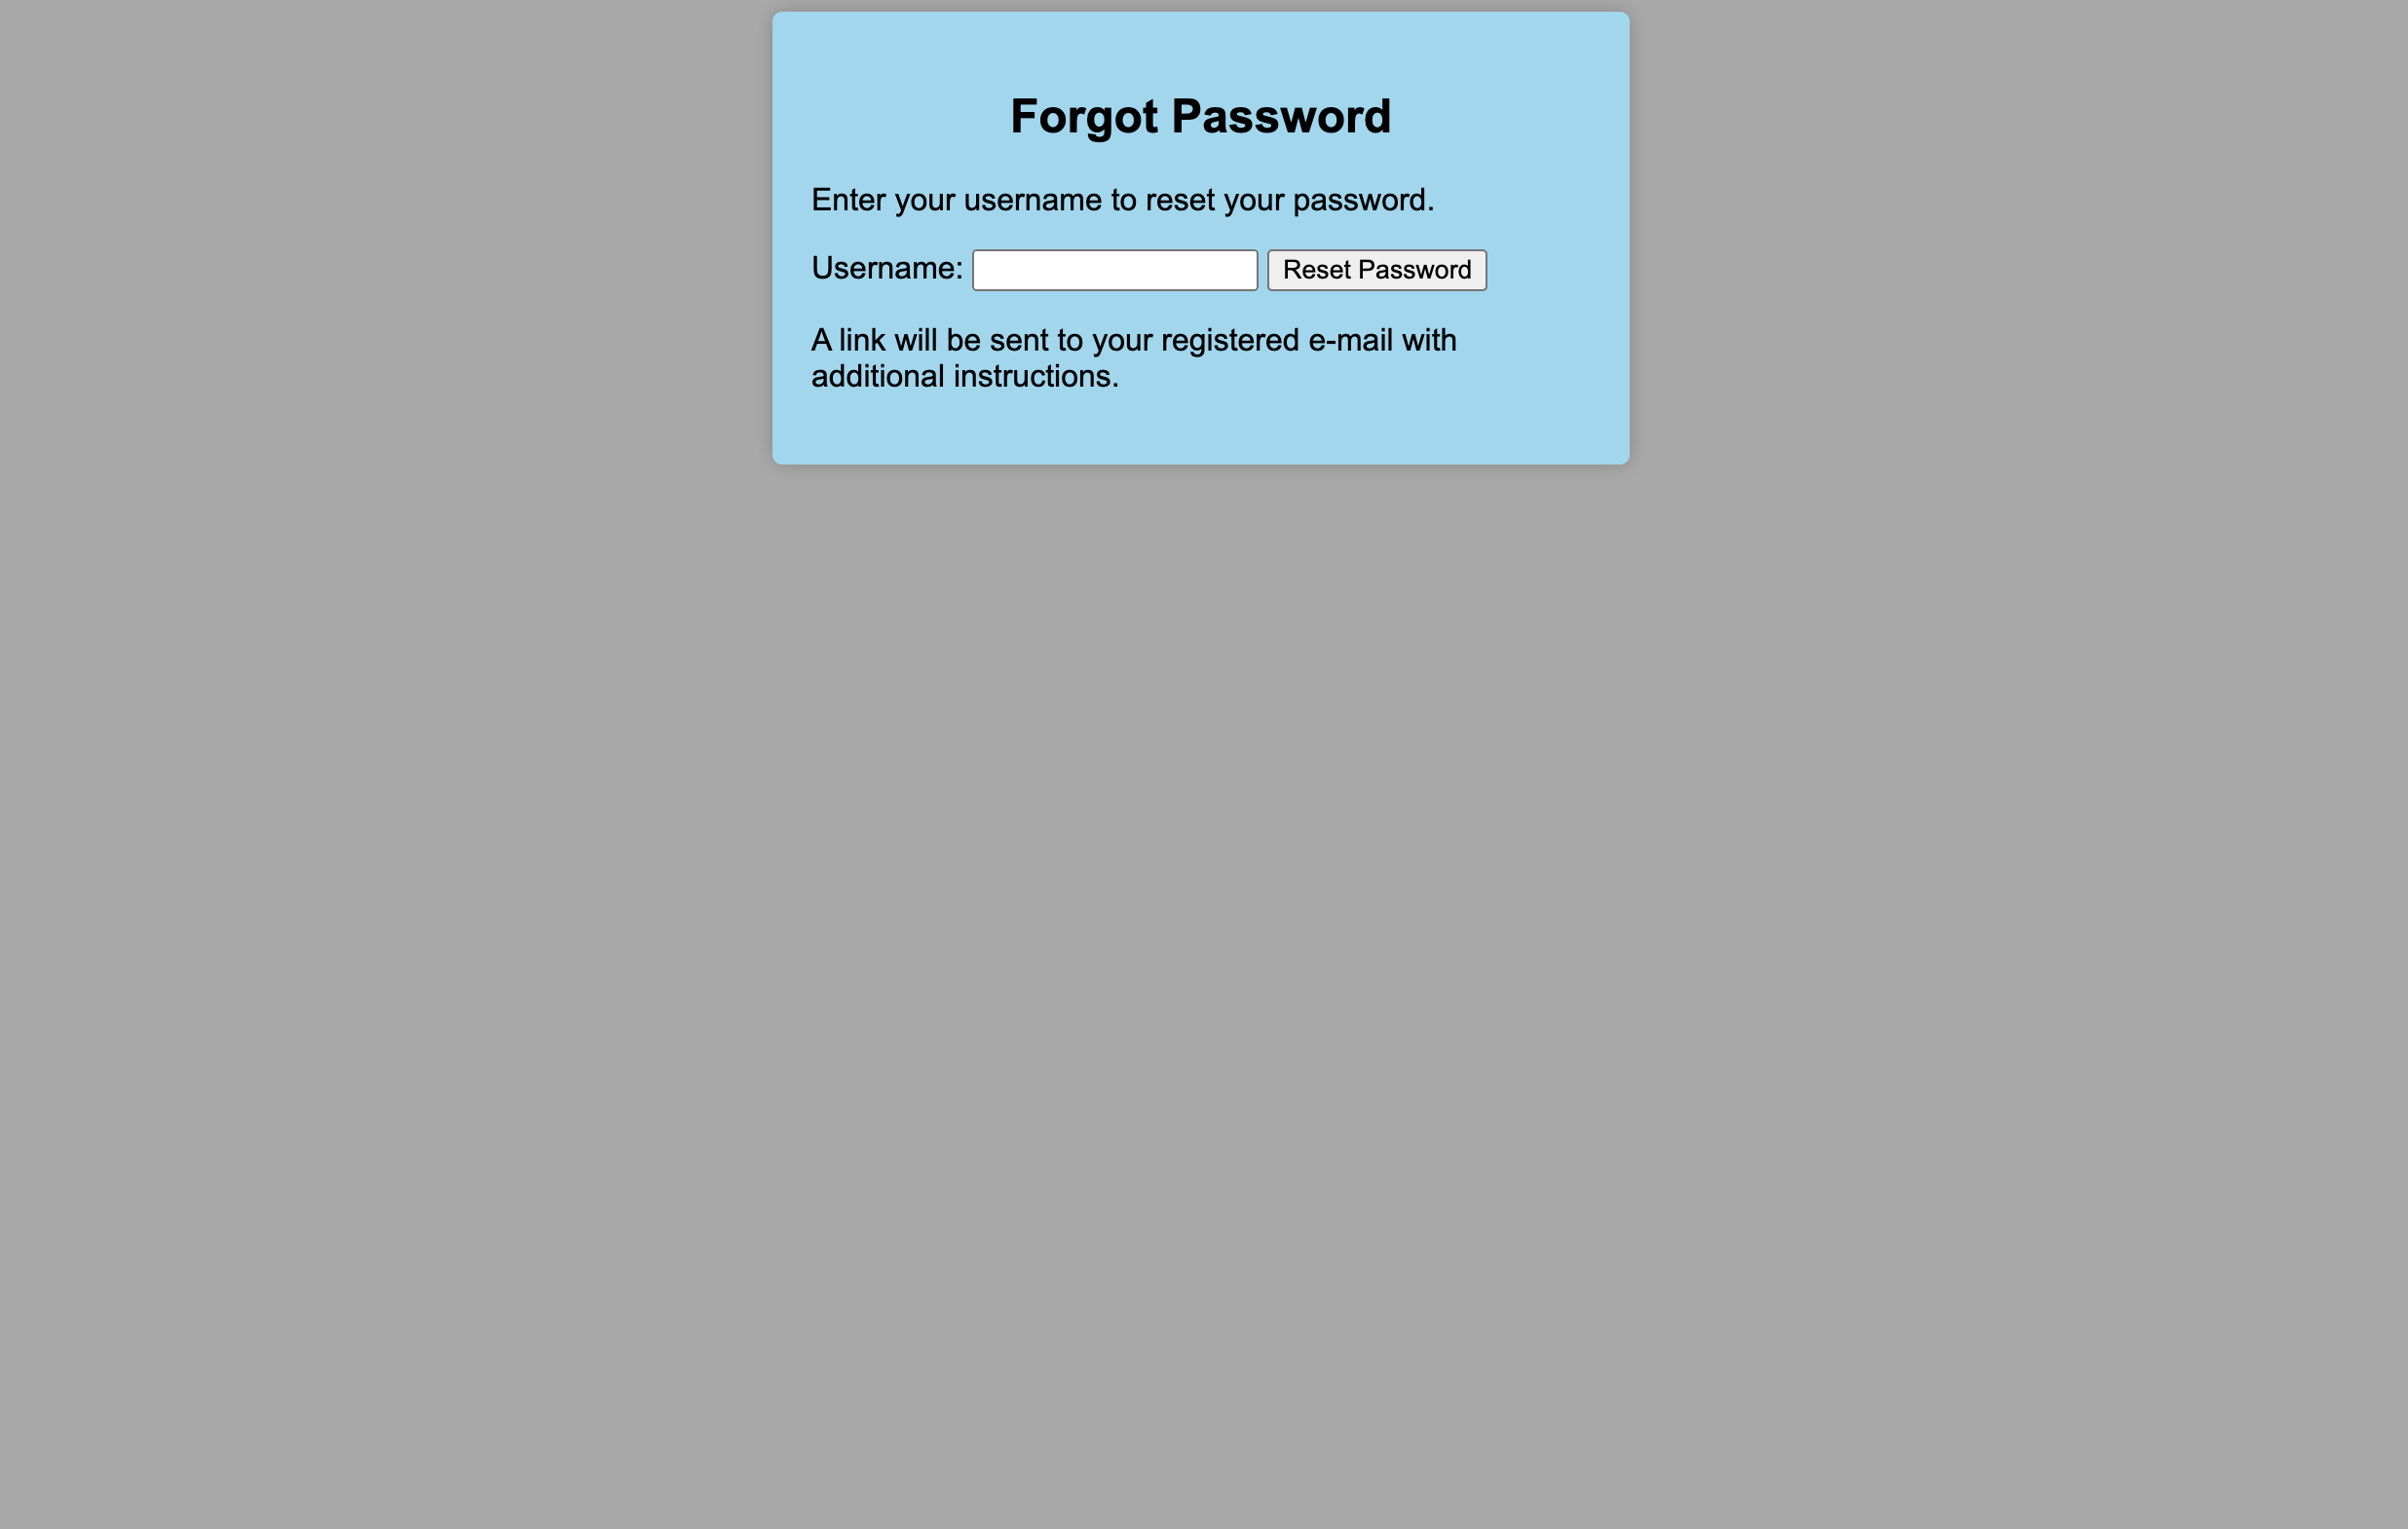 Forgot Password
Enter your username to reset your password.
Username: Reset Password
A link will be sent to your registered e-mail with
additional instructions.